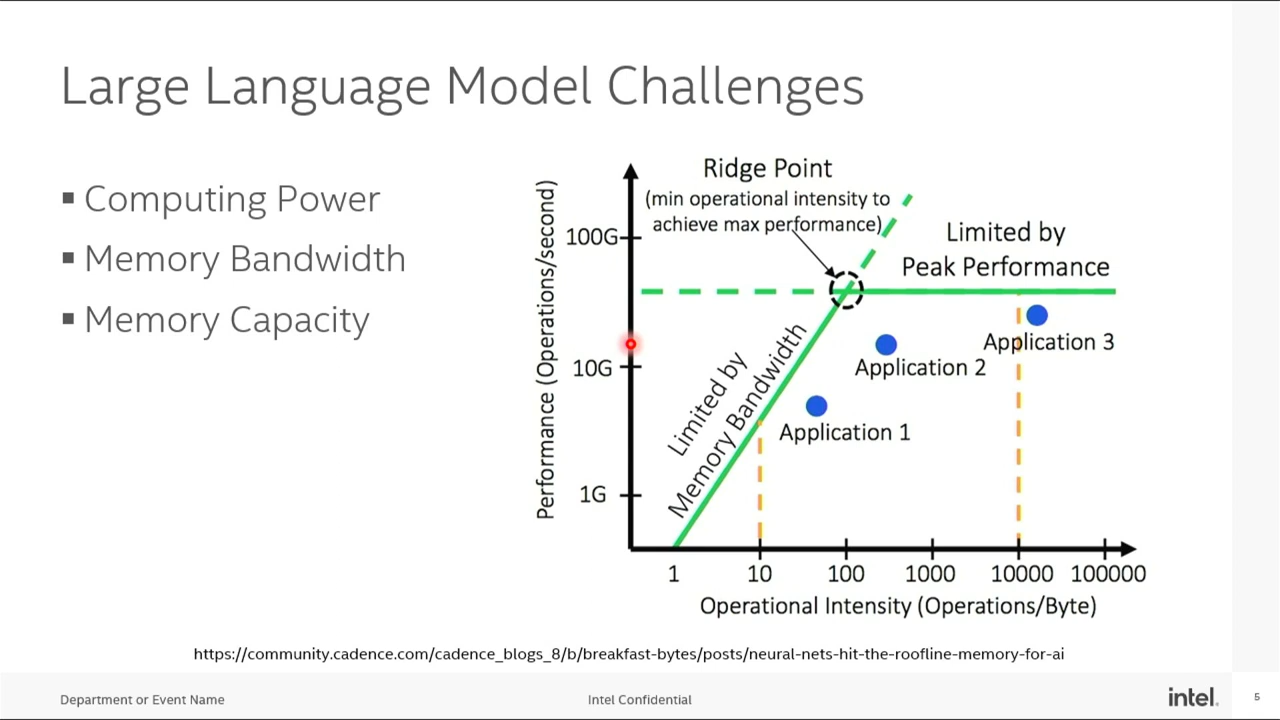 Large Language Model Challenges
▪ Computing Power
▪ Memory Bandwidth
▪ Memory Capacity
Ridge Point
(min operational intensity to
achieve max performance)
Limited by
Peak Performance
Performance (Operations/second)
100G
10G
1G
Limited by
Memory Bandwidth
Application 1
Application 2
Application 3
1 10 100 1000 10000 100000
Operational Intensity (Operations/Byte)
https://community.cadence.com/cadence_blogs_8/b/breakfast-bytes/posts/neural-nets-hit-the-roofline-memory-for-ai
Department or Event Name
Intel Confidential
intel.
5